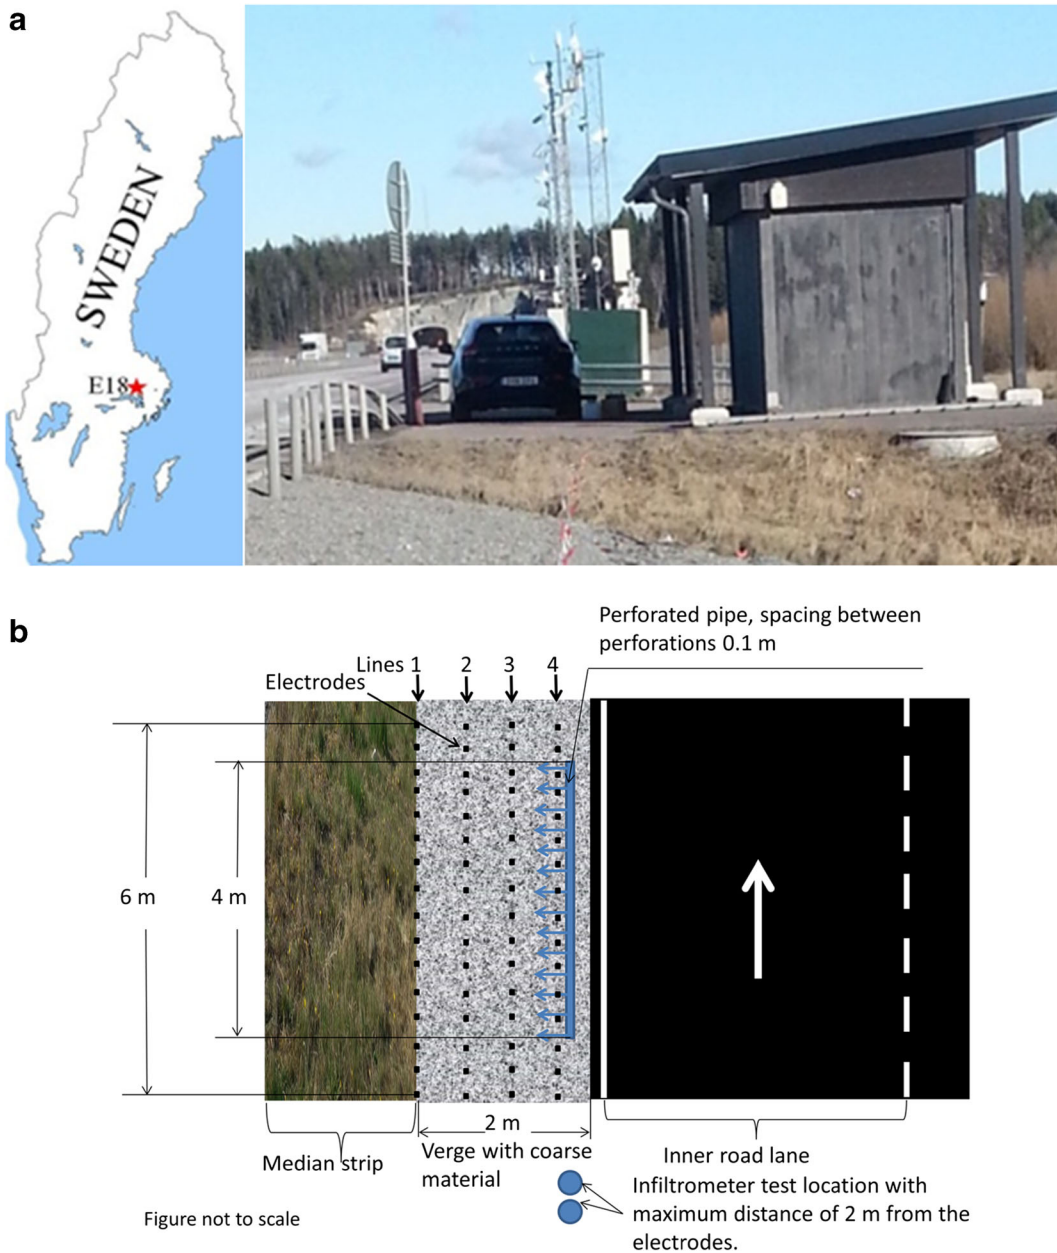 a
SWEDEN
E18
b
Perforated pipe, spacing between
perforations 0.1 m
Lines 1 2 3 4
Electrodes
6 m
4 m
2 m
Median strip
Verge with coarse
material
Inner road lane
Infiltrometer test location with
maximum distance of 2 m from the
electrodes.
Figure not to scale